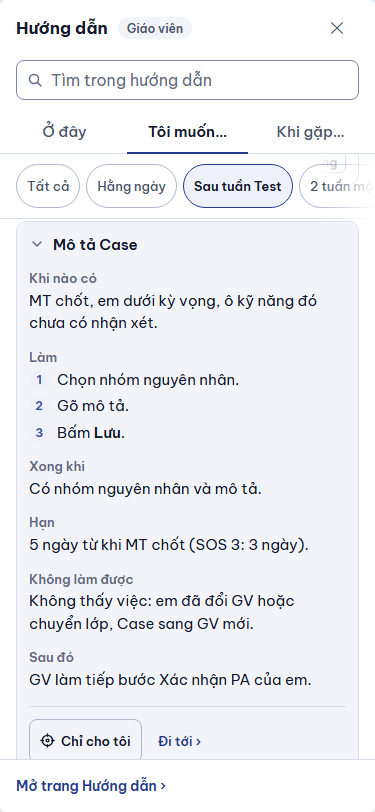 Hướng dẫn Giáo viên
Tìm trong hướng dẫn
Ở đây Tôi muốn... Khi gặp...
Tất cả Hằng ngày Sau tuần Test 2 tuần
Mô tả Case
Khi nào có
MT chốt, em dưới kỳ vọng, ô kỹ năng đó
chưa có nhận xét.
Làm
1 Chọn nhóm nguyên nhân.
2 Gõ mô tả.
3 Bấm Lưu.
Xong khi
Có nhóm nguyên nhân và mô tả.
Hạn
5 ngày từ khi MT chốt (SOS 3: 3 ngày).
Không làm được
Không thấy việc: em đã đổi GV hoặc
chuyển lớp, Case sang GV mới.
Sau đó
GV làm tiếp bước Xác nhận PA của em.
Chỉ cho tôi Đi tới ›
Mở trang Hướng dẫn ›